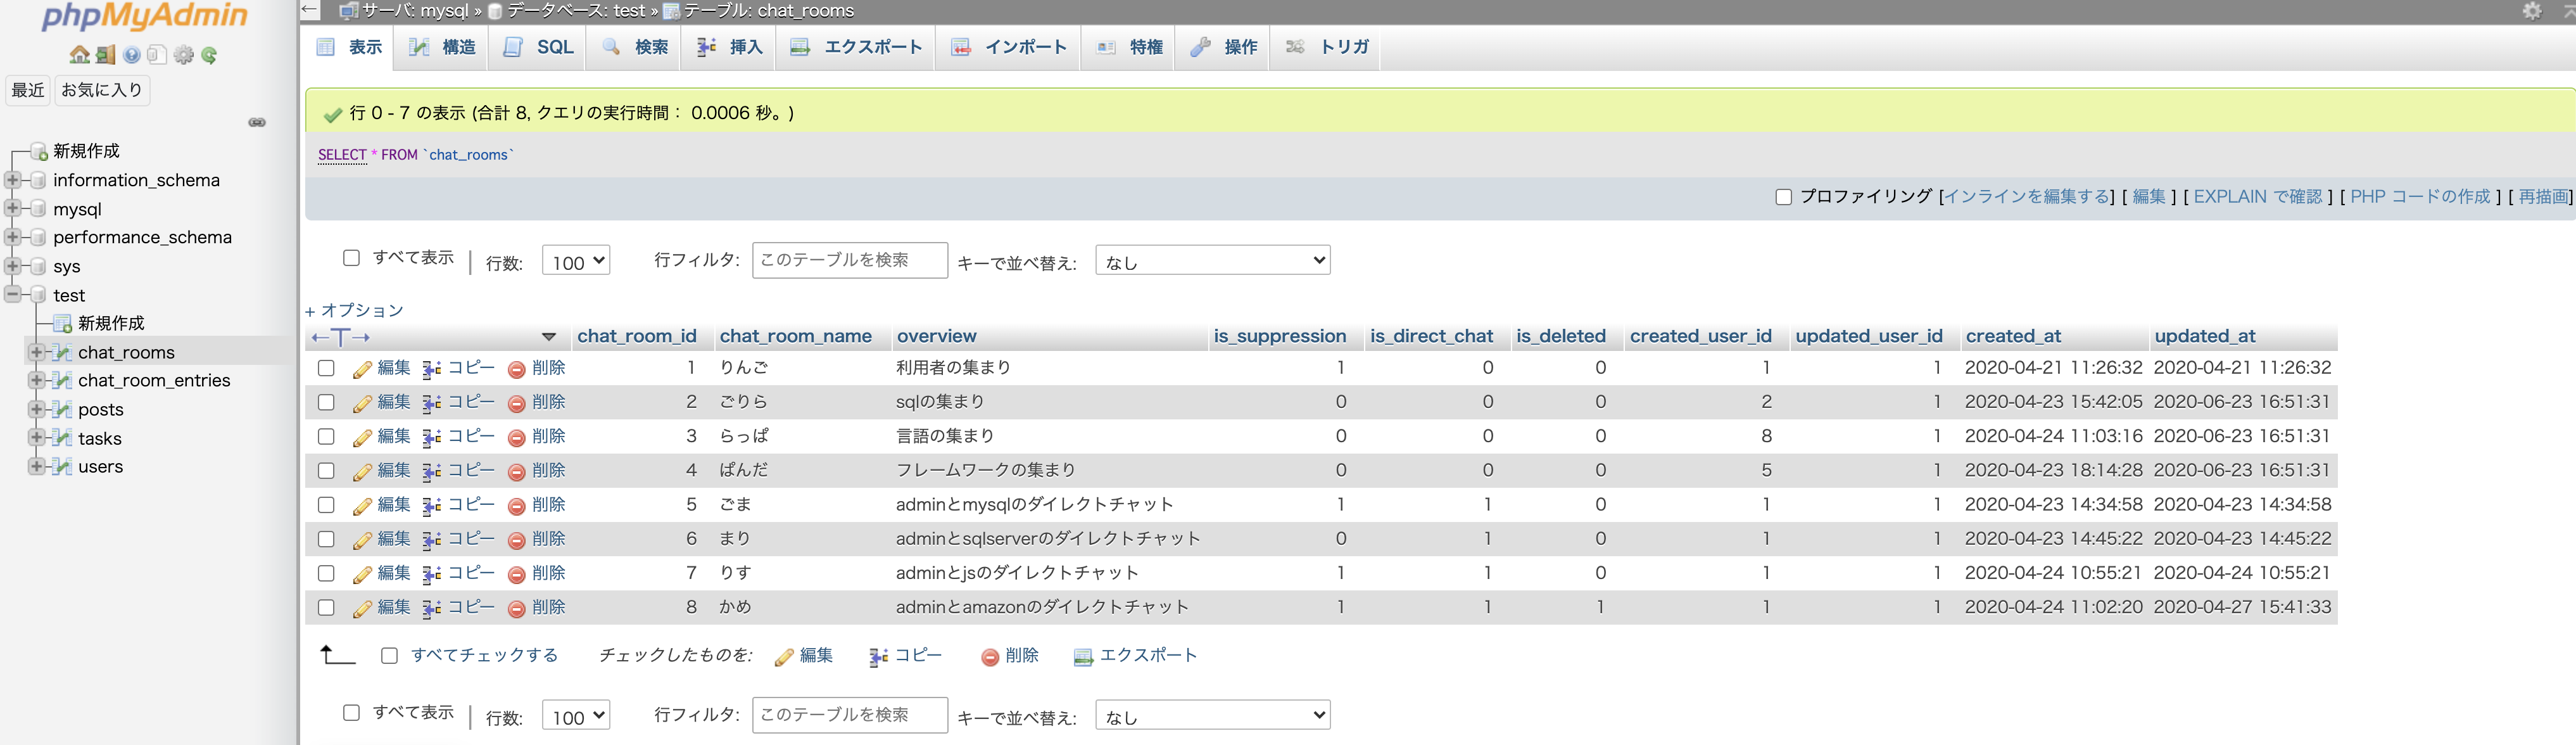 phpMyAdmin
最近 お気に入り
新規作成
information_schema
mysql
performance_schema
sys
test
新規作成
chat_rooms
chat_room_entries
posts
tasks
users
サーバ: mysql » データベース: test » テーブル: chat_rooms
表示 構造 SQL 検索 挿入 エクスポート インポート 特権 操作 トリガ
行 0 - 7 の表示 (合計 8, クエリの実行時間： 0.0006 秒。)
SELECT * FROM `chat_rooms`
プロファイリング [インラインを編集する] [ 編集 ] [ EXPLAIN で確認 ] [ PHP コードの作成 ] [ 再描画]
すべて表示 | 行数: 100 行フィルタ: このテーブルを検索 キーで並べ替え: なし
+ オプション
←T→ chat_room_id chat_room_name overview is_suppression is_direct_chat is_deleted created_user_id updated_user_id created_at updated_at
編集 コピー 削除 1 りんご 利用者の集まり 1 0 0 1 1 2020-04-21 11:26:32 2020-04-21 11:26:32
編集 コピー 削除 2 ごりら sqlの集まり 0 0 0 2 1 2020-04-23 15:42:05 2020-06-23 16:51:31
編集 コピー 削除 3 らっぱ 言語の集まり 0 0 0 8 1 2020-04-24 11:03:16 2020-06-23 16:51:31
編集 コピー 削除 4 ぱんだ フレームワークの集まり 0 0 0 5 1 2020-04-23 18:14:28 2020-06-23 16:51:31
編集 コピー 削除 5 ごま adminとmysqlのダイレクトチャット 1 1 0 1 1 2020-04-23 14:34:58 2020-04-23 14:34:58
編集 コピー 削除 6 まり adminとsqlserverのダイレクトチャット 0 1 0 1 1 2020-04-23 14:45:22 2020-04-23 14:45:22
編集 コピー 削除 7 りす adminとjsのダイレクトチャット 1 1 0 1 1 2020-04-24 10:55:21 2020-04-24 10:55:21
編集 コピー 削除 8 かめ adminとamazonのダイレクトチャット 1 1 1 1 1 2020-04-24 11:02:20 2020-04-27 15:41:33
すべてチェックする チェックしたものを: 編集 コピー 削除 エクスポート
すべて表示 | 行数: 100 行フィルタ: このテーブルを検索 キーで並べ替え: なし